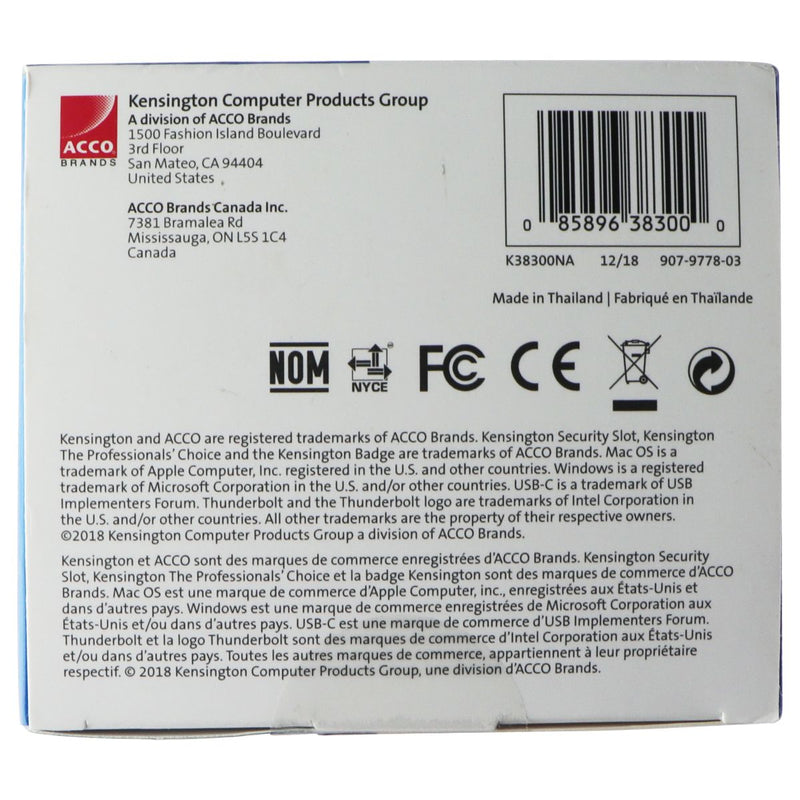 ACCO
BRANDS
Kensington Computer Products Group
A division of ACCO Brands
1500 Fashion Island Boulevard
3rd Floor
San Mateo, CA 94404
United States
ACCO Brands Canada Inc.
7381 Bramalea Rd
Mississauga, ON L5S 1C4
Canada
0 85896 38300 0
K38300NA 12/18 907-9778-03
Made in Thailand | Fabriqué en Thaïlande
NOM NYCE FC CE
Kensington and ACCO are registered trademarks of ACCO Brands. Kensington Security Slot, Kensington
The Professionals' Choice and the Kensington Badge are trademarks of ACCO Brands. Mac OS is a
trademark of Apple Computer, Inc. registered in the U.S. and other countries. Windows is a registered
trademark of Microsoft Corporation in the U.S. and/or other countries. USB-C is a trademark of USB
Implementers Forum. Thunderbolt and the Thunderbolt logo are trademarks of Intel Corporation in
the U.S. and/or other countries. All other trademarks are the property of their respective owners.
©2018 Kensington Computer Products Group a division of ACCO Brands.
Kensington et ACCO sont des marques de commerce enregistrées d'ACCO Brands. Kensington Security
Slot, Kensington The Professionals' Choice et la badge Kensington sont des marques de commerce d'ACCO
Brands. Mac OS est une marque de commerce d'Apple Computer, inc., enregistrées aux États-Unis et
dans d'autres pays. Windows est une marque de commerce enregistrées de Microsoft Corporation aux
États-Unis et/ou dans d'autres pays. USB-C est une marque de commerce d'USB Implementers Forum.
Thunderbolt et la logo Thunderbolt sont des marques de commerce d'Intel Corporation aux États-Unis
et/ou dans d'autres pays. Toutes les autres marques de commerce, appartiennent à leur propriétaire
respectif. © 2018 Kensington Computer Products Group, une division d'ACCO Brands.